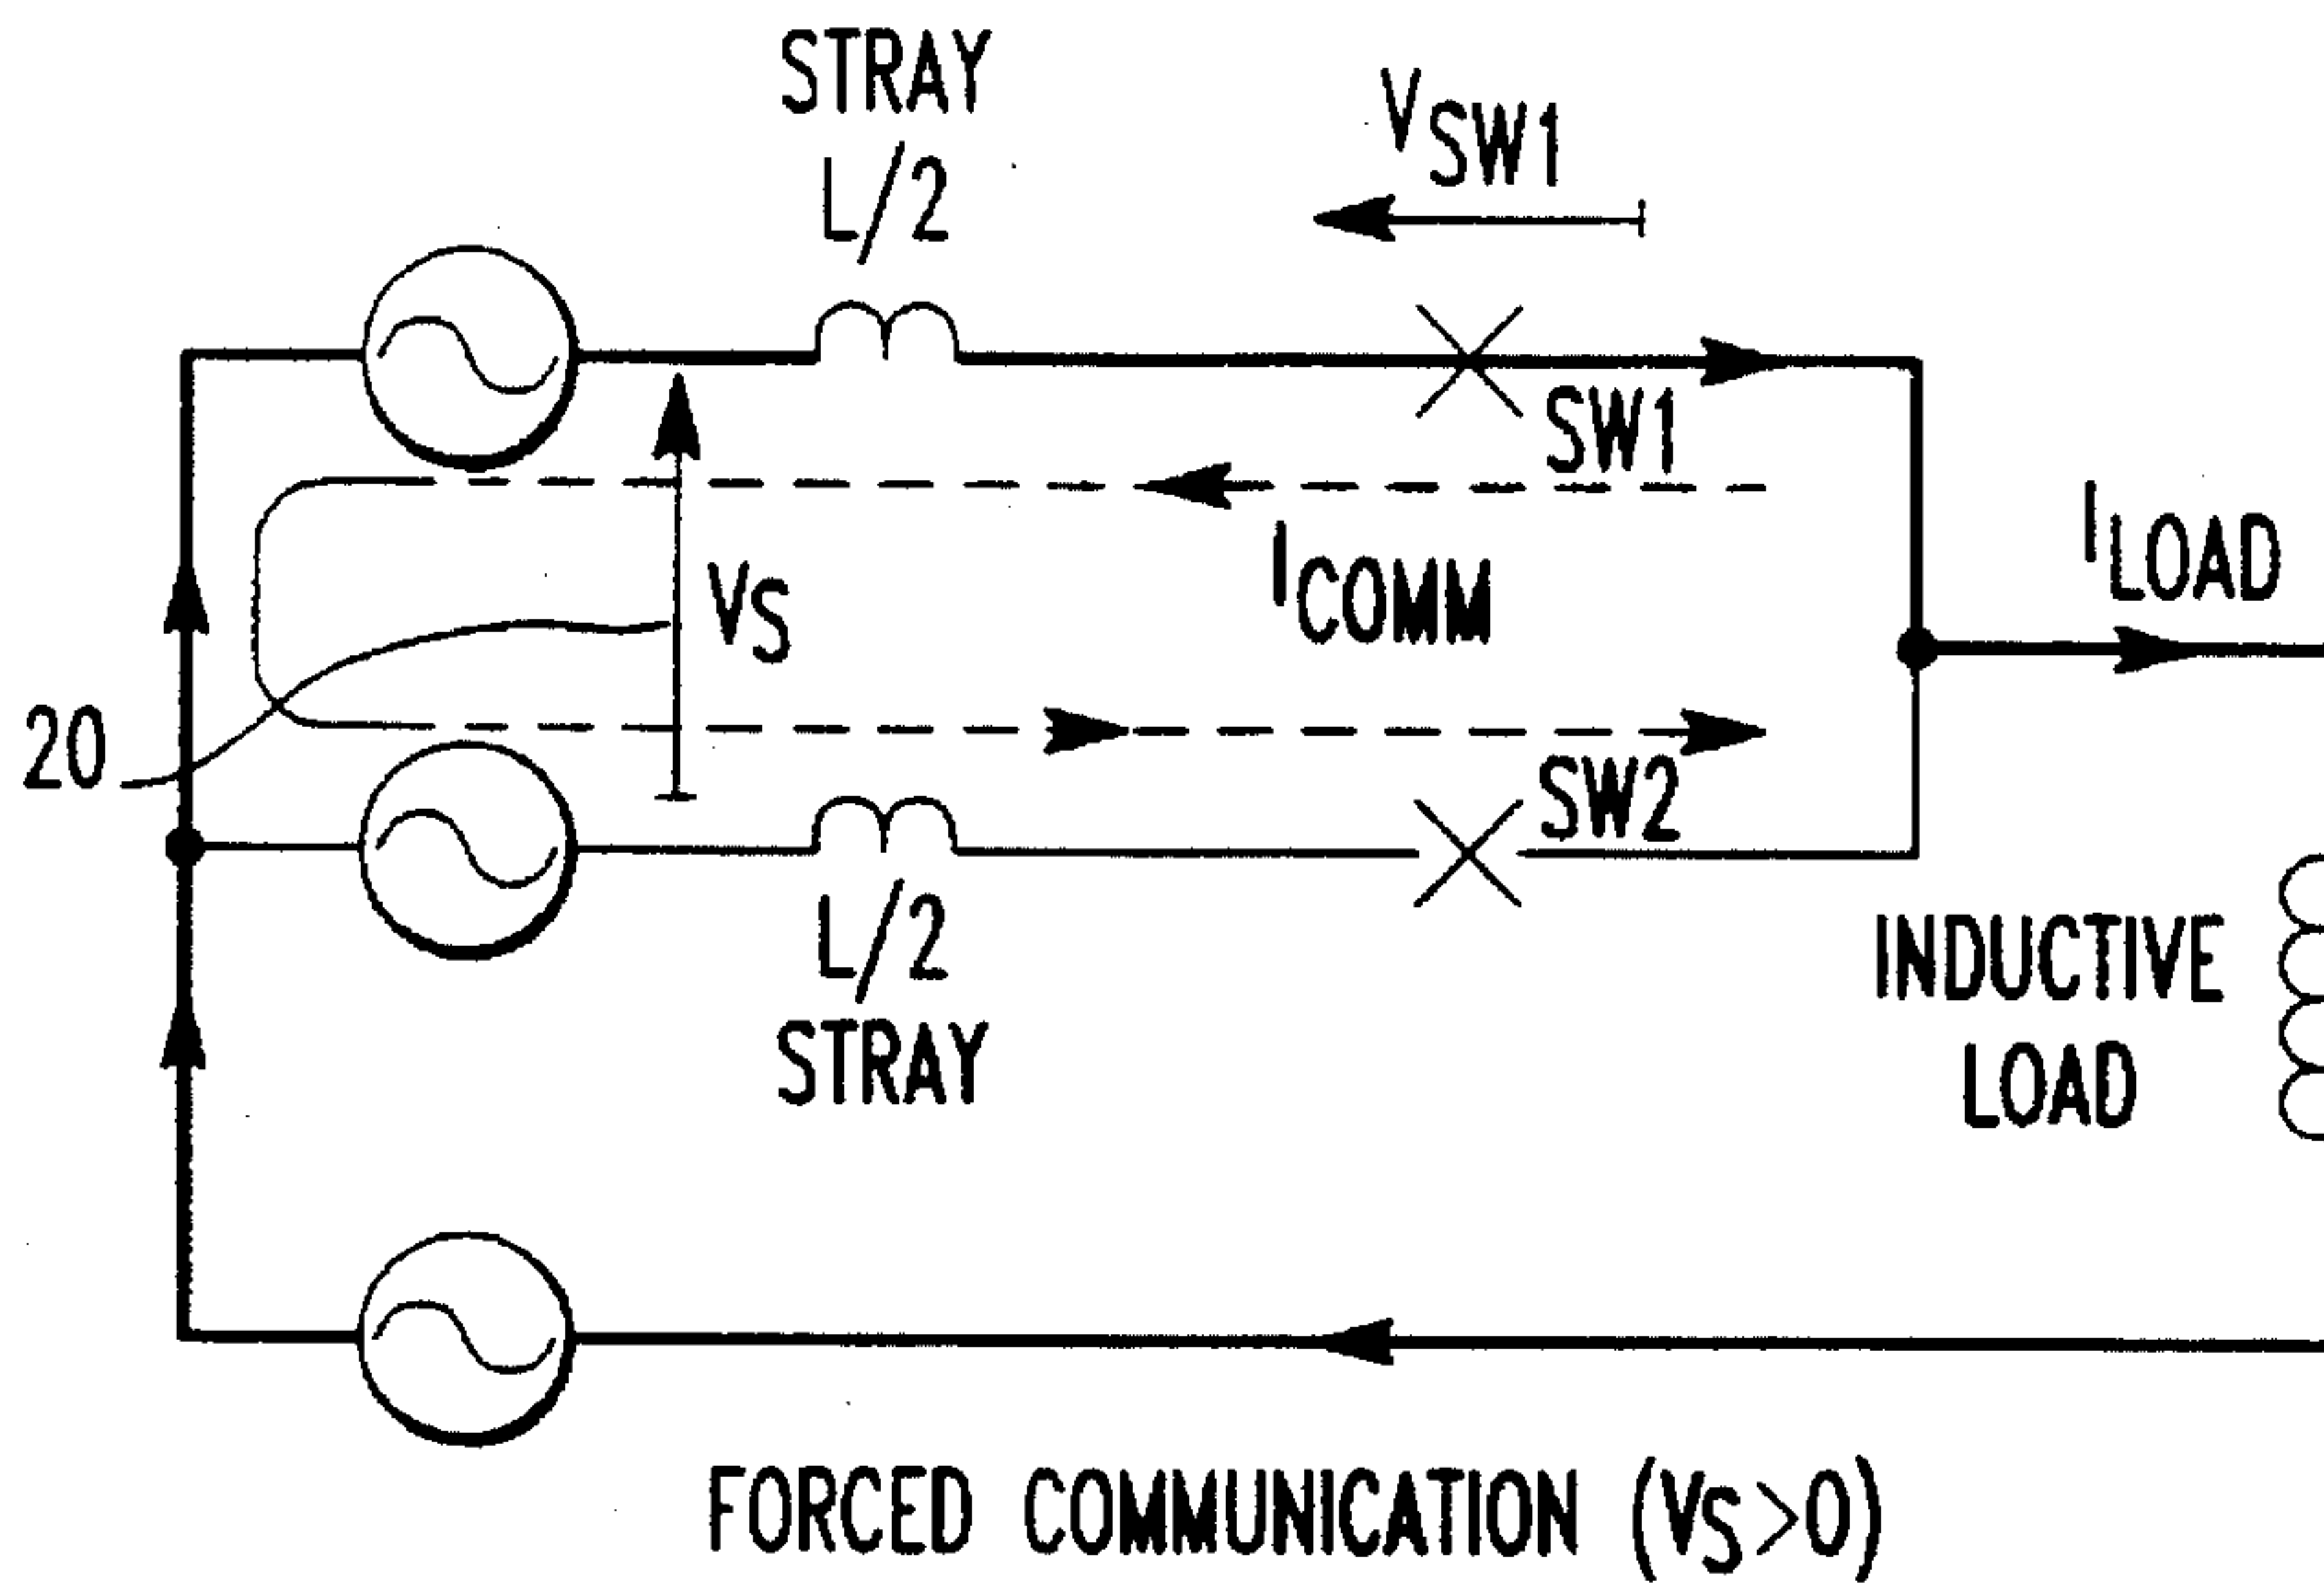 STRAY
L/2
VSW1
SW1
ICOMM
ILOAD
VS
20
SW2
L/2
STRAY
INDUCTIVE
LOAD
FORCED COMMUNICATION (VS>0)